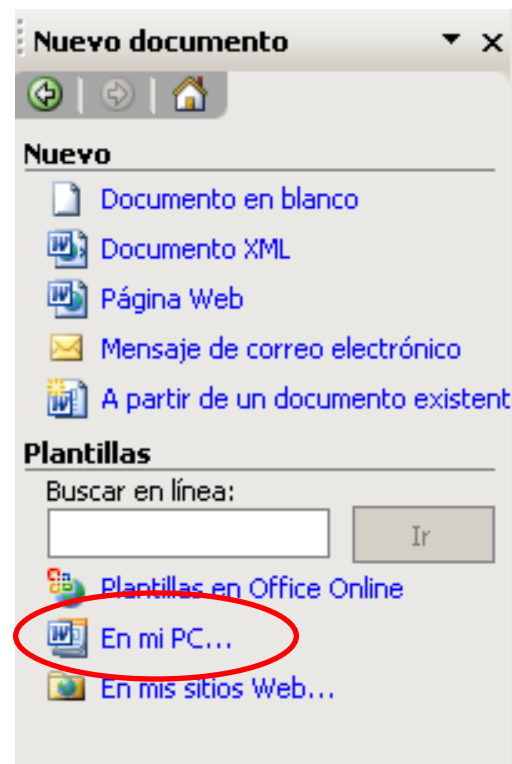 Nuevo documento
Nuevo
Documento en blanco
Documento XML
Página Web
Mensaje de correo electrónico
A partir de un documento existent
Plantillas
Buscar en línea:
Ir
Plantillas en Office Online
En mi PC...
En mis sitios Web...